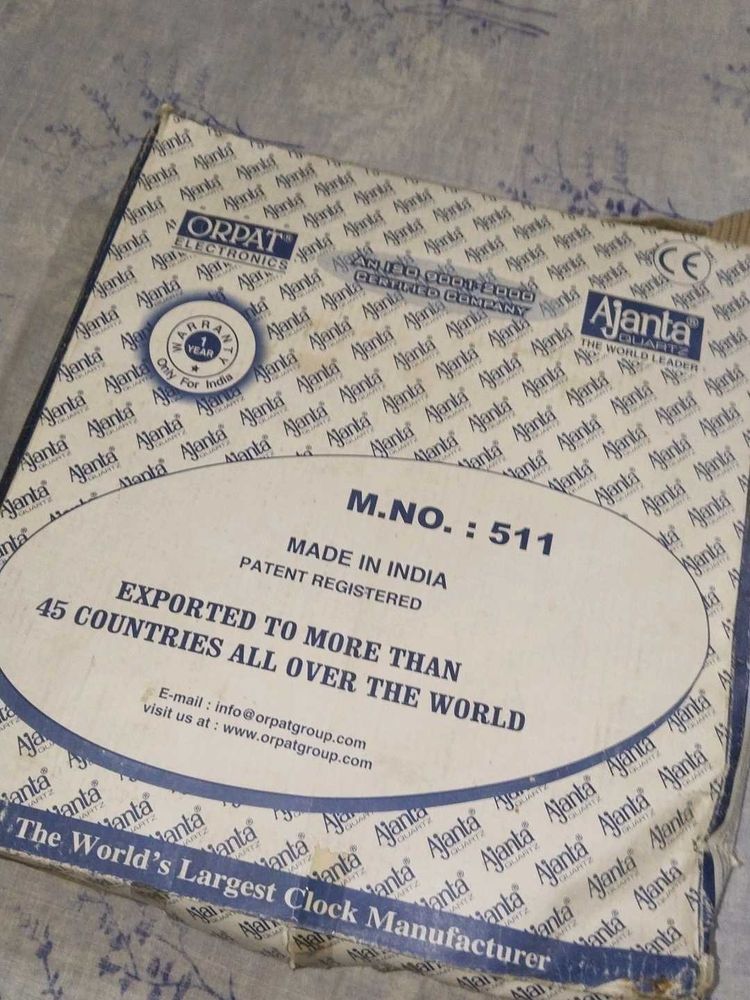 ORPAT®
ELECTRONICS
AN ISO 9001:2000
CERTIFIED COMPANY
CE
Ajanta®
QUARTZ
THE WORLD LEADER
WARRANTY
1
YEAR
Only For India
M.NO. : 511
MADE IN INDIA
PATENT REGISTERED
EXPORTED TO MORE THAN
45 COUNTRIES ALL OVER THE WORLD
E-mail : info@orpatgroup.com
visit us at : www.orpatgroup.com
Ajanta®
QUARTZ
The World's Largest Clock Manufacturer